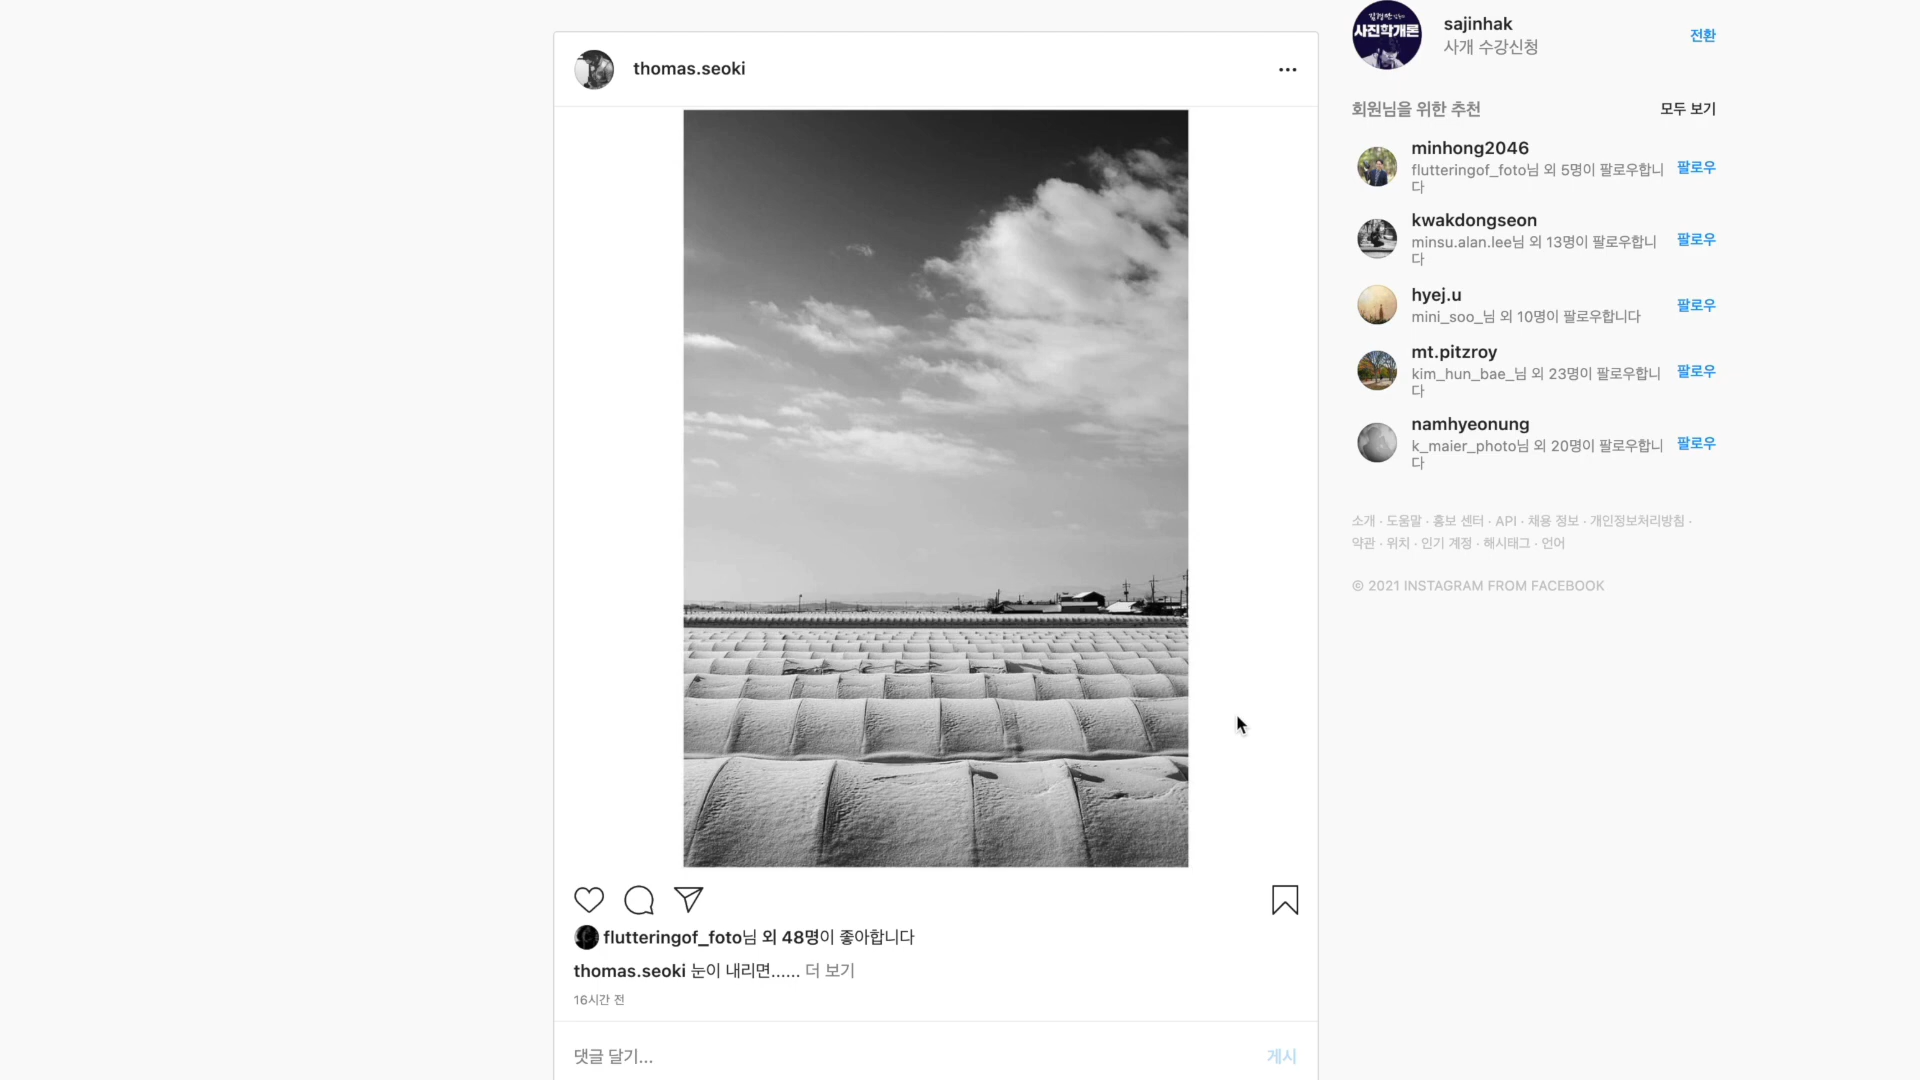 thomas.seoki
사진학개론
sajinhak
사개 수강신청
전환
회원님을 위한 추천
모두 보기
minhong2046
flutteringof_foto님 외 5명이 팔로우합니
다
팔로우
kwakdongseon
minsu.alan.lee님 외 13명이 팔로우합니
다
팔로우
hyej.u
mini_soo_님 외 10명이 팔로우합니다
팔로우
mt.pitzroy
kim_hun_bae_님 외 23명이 팔로우합니
다
팔로우
namhyeonung
k_maier_photo님 외 20명이 팔로우합니
다
팔로우
소개 · 도움말 · 홍보 센터 · API · 채용 정보 · 개인정보처리방침 ·
약관 · 위치 · 인기 계정 · 해시태그 · 언어
© 2021 INSTAGRAM FROM FACEBOOK
flutteringof_foto님 외 48명이 좋아합니다
thomas.seoki 눈이 내리면...... 더 보기
16시간 전
댓글 달기...
게시